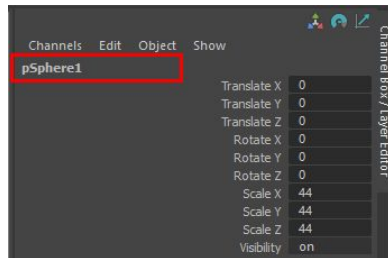 Channels Edit Object Show
pSphere1
Translate X 0
Translate Y 0
Translate Z 0
Rotate X 0
Rotate Y 0
Rotate Z 0
Scale X 44
Scale Y 44
Scale Z 44
Visibility on
Channel Box / Layer Editor